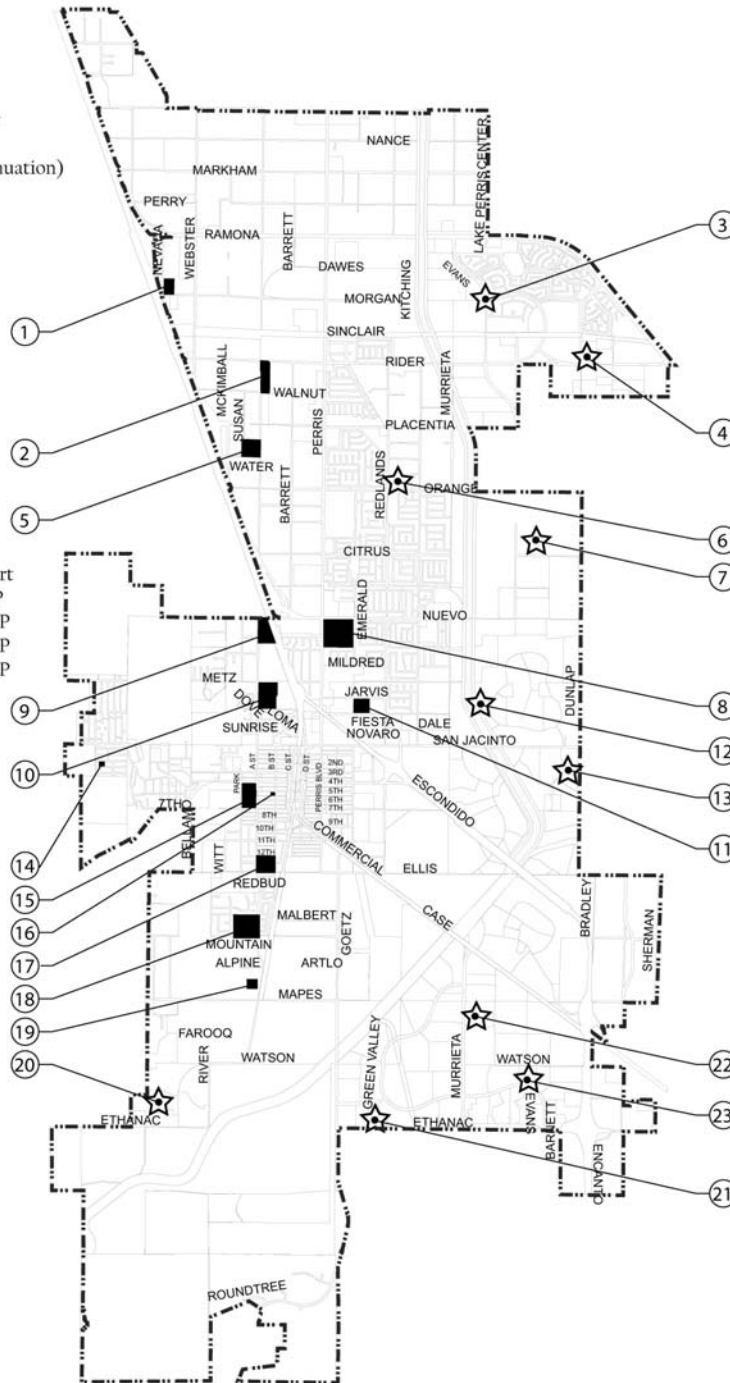 NANCE
LAKE PERRIS CENTER
nuation)
MARKHAM
PERRY
NEVADA
WEBSTER
RAMONA
BARRETT
DAWES
EVANS
3
MORGAN
KITCHING
1
SINCLAIR
MCKIMBALL
RIDER
MURRIETA
WALNUT
4
SUSAN
PERRIS
PLACENTIA
2
WATER
BARRETT
REDLANDS
ORANGE
5
6
CITRUS
7
rt
P
P
P
EMERALD
NUEVO
MILDRED
METZ
JARVIS
DUNLAP
8
9
DOVE
LOMA
SUNRISE
FIESTA
NOVARO
DALE
SAN JACINTO
12
10
A ST
B ST
C ST
D ST
PERRIS BLVD
2ND
3RD
4TH
5TH
6TH
7TH
9TH
PARK
13
7THO
8TH
10TH
11TH
12TH
ESCONDIDO
COMMERCIAL
11
14
WITT
ELLIS
15
REDBUD
BRADLEY
16
MALBERT
CASE
17
GOETZ
SHERMAN
18
MOUNTAIN
ALPINE
ARTLO
19
MAPES
FAROOQ
GREEN VALLEY
MURRIETA
20
RIVER
WATSON
WATSON
22
ETHANAC
ETHANAC
EVANS
BARNETT
23
ENCANTO
21
ROUNDTREE